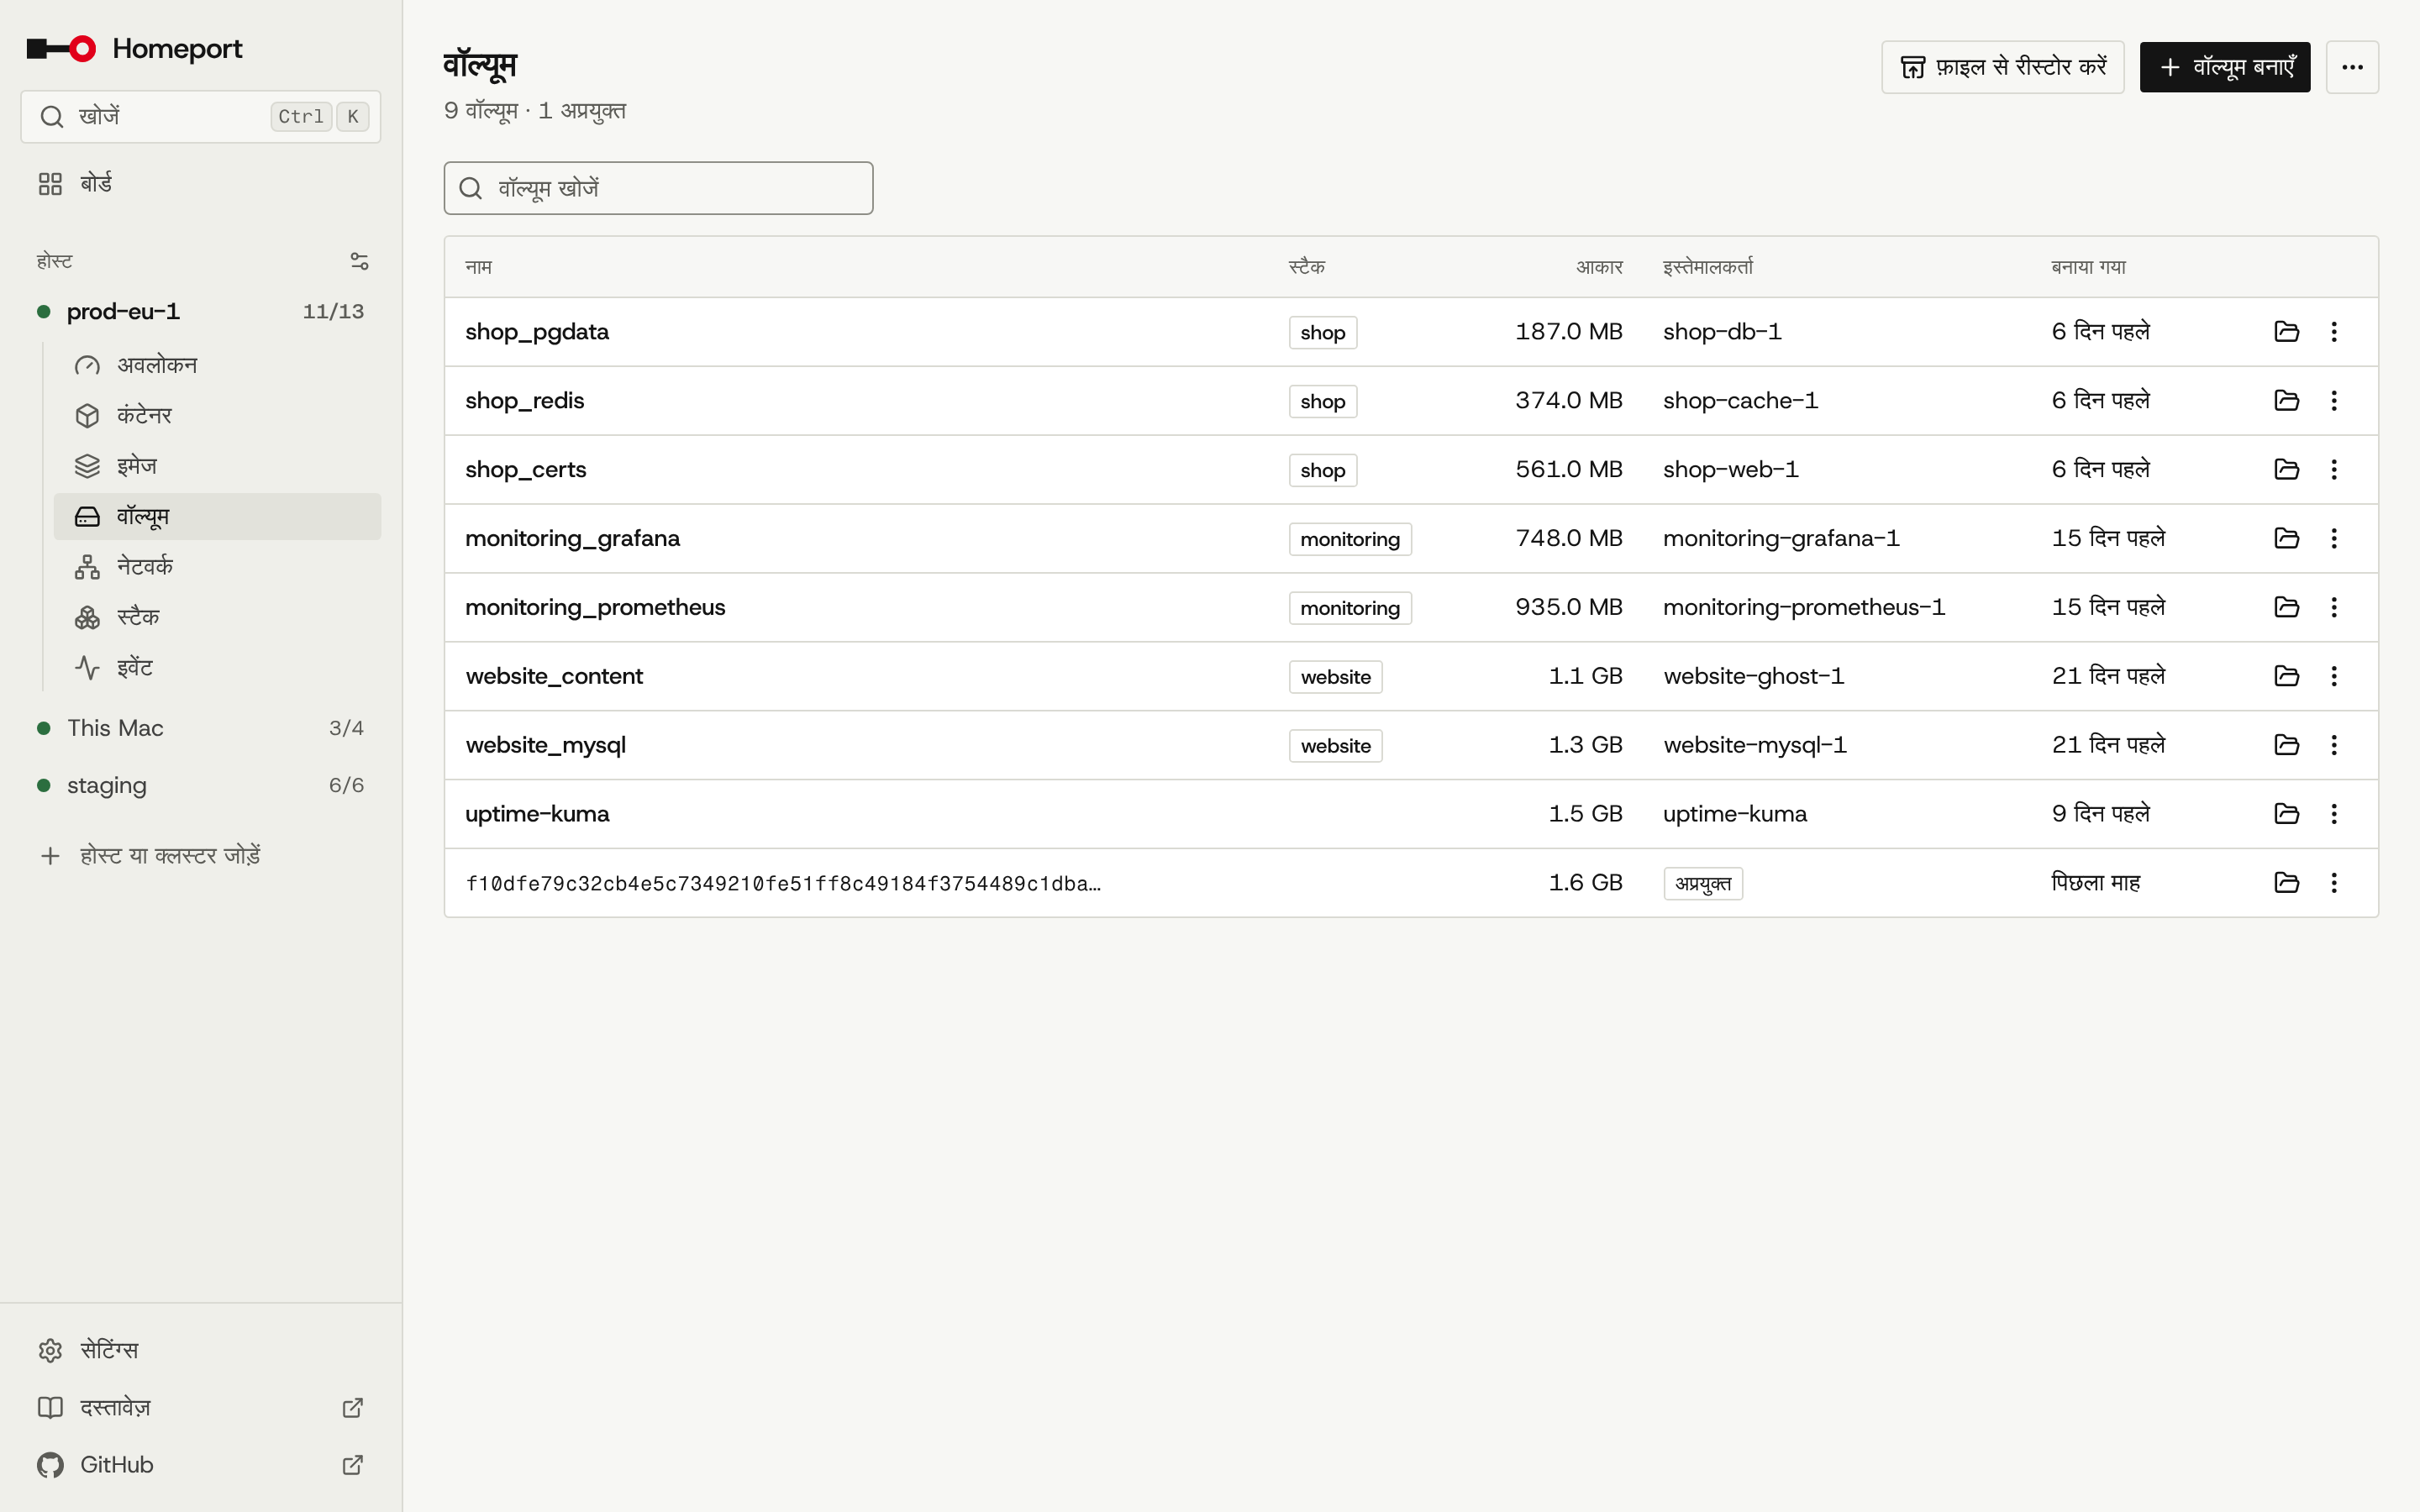 Homeport
खोजें Ctrl K
बोर्ड
होस्ट
prod-eu-1 11/13
अवलोकन
कंटेनर
इमेज
वॉल्यूम
नेटवर्क
स्टैक
इवेंट
This Mac 3/4
staging 6/6
होस्ट या क्लस्टर जोड़ें
सेटिंग्स
दस्तावेज़
GitHub
वॉल्यूम
9 वॉल्यूम · 1 अप्रयुक्त
फ़ाइल से रीस्टोर करें
वॉल्यूम बनाएँ
वॉल्यूम खोजें
नाम स्टैक आकार इस्तेमालकर्ता बनाया गया
shop_pgdata shop 187.0 MB shop-db-1 6 दिन पहले
shop_redis shop 374.0 MB shop-cache-1 6 दिन पहले
shop_certs shop 561.0 MB shop-web-1 6 दिन पहले
monitoring_grafana monitoring 748.0 MB monitoring-grafana-1 15 दिन पहले
monitoring_prometheus monitoring 935.0 MB monitoring-prometheus-1 15 दिन पहले
website_content website 1.1 GB website-ghost-1 21 दिन पहले
website_mysql website 1.3 GB website-mysql-1 21 दिन पहले
uptime-kuma 1.5 GB uptime-kuma 9 दिन पहले
f10dfe79c32cb4e5c7349210fe51ff8c49184f3754489c1dba… 1.6 GB अप्रयुक्त पिछला माह